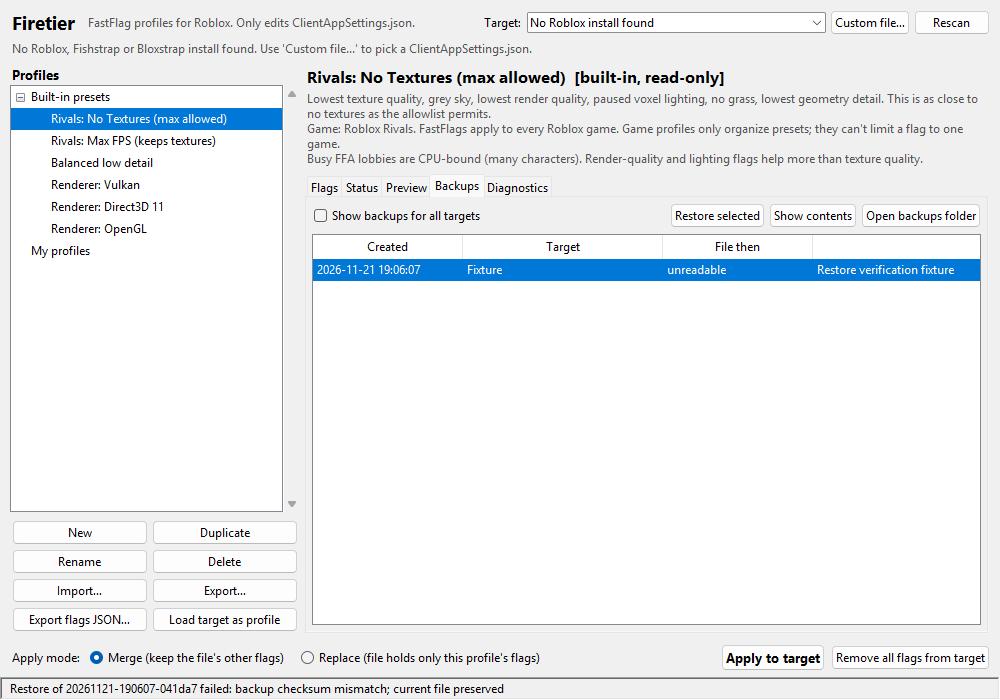 Firetier FastFlag profiles for Roblox. Only edits ClientAppSettings.json. Target: No Roblox install found Custom file... Rescan
No Roblox, Fishstrap or Bloxstrap install found. Use 'Custom file...' to pick a ClientAppSettings.json.
Profiles
Built-in presets
Rivals: No Textures (max allowed)
Rivals: Max FPS (keeps textures)
Balanced low detail
Renderer: Vulkan
Renderer: Direct3D 11
Renderer: OpenGL
My profiles
New Duplicate
Rename Delete
Import... Export...
Export flags JSON... Load target as profile
Rivals: No Textures (max allowed) [built-in, read-only]
Lowest texture quality, grey sky, lowest render quality, paused voxel lighting, no grass, lowest geometry detail. This is as close to
no textures as the allowlist permits.
Game: Roblox Rivals. FastFlags apply to every Roblox game. Game profiles only organize presets; they can't limit a flag to one
game.
Busy FFA lobbies are CPU-bound (many characters). Render-quality and lighting flags help more than texture quality.
Flags Status Preview Backups Diagnostics
Show backups for all targets Restore selected Show contents Open backups folder
Created Target File then
2026-11-21 19:06:07 Fixture unreadable Restore verification fixture
Apply mode: Merge (keep the file's other flags) Replace (file holds only this profile's flags) Apply to target Remove all flags from target
Restore of 20261121-190607-041da7 failed: backup checksum mismatch; current file preserved